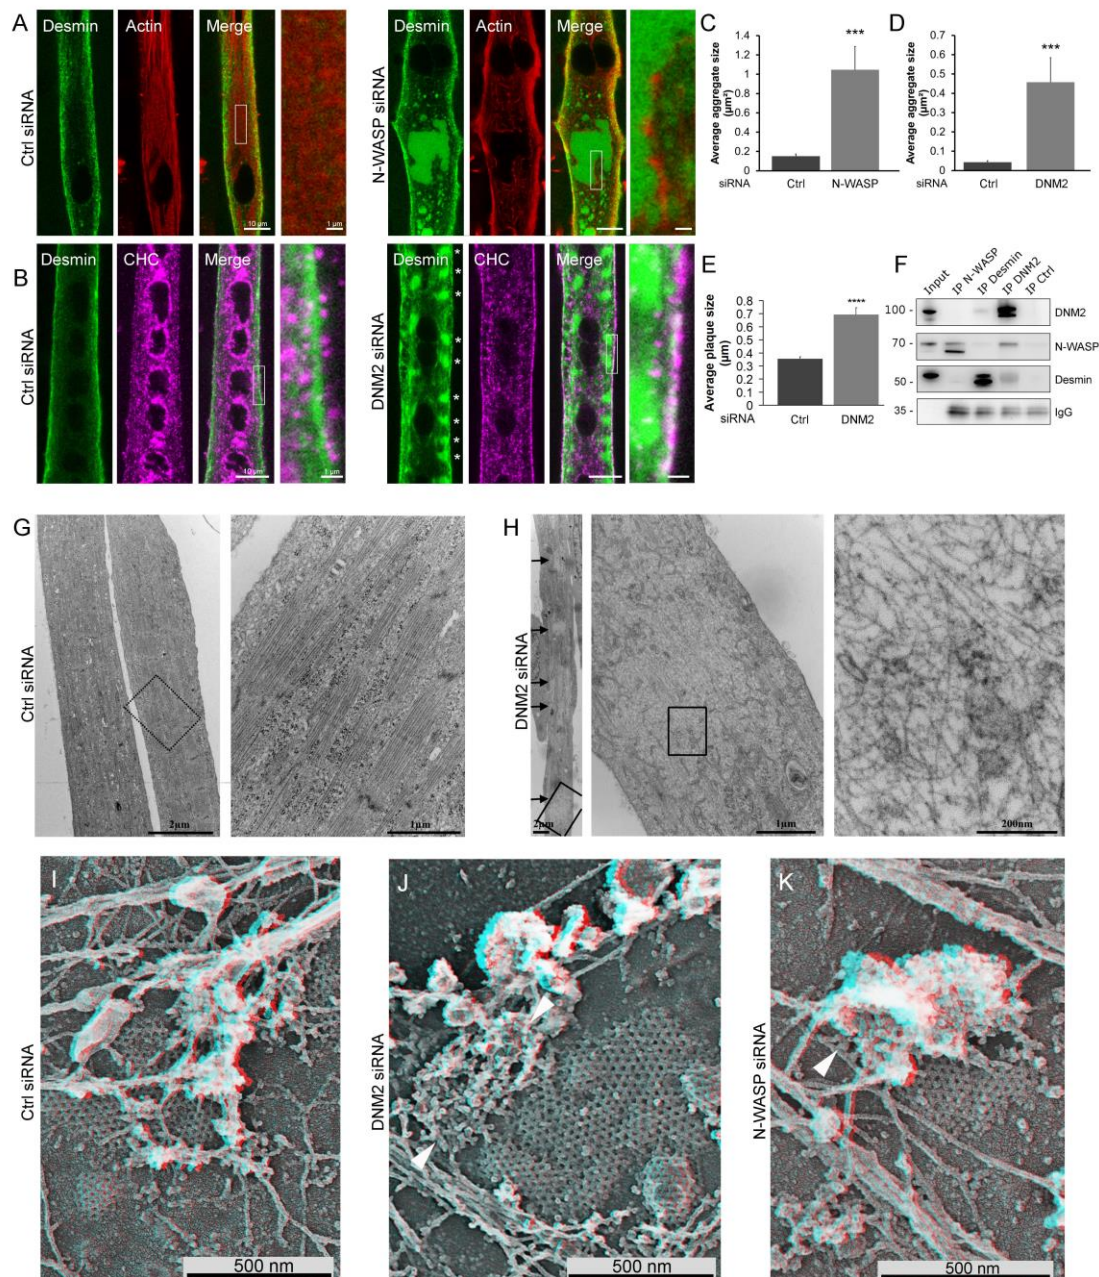 A
Desmin
Actin
Merge
Ctrl siRNA
10 µm
1 µm
Desmin
Actin
Merge
N-WASP siRNA
C
Average aggregate size
(µm²)
1.4
1.2
1
0.8
0.6
0.4
0.2
0
***
siRNA
Ctrl
N-WASP
D
Average aggregate size
(µm²)
0.7
0.6
0.5
0.4
0.3
0.2
0.1
0
***
siRNA
Ctrl
DNM2
B
Desmin
CHC
Merge
Ctrl siRNA
10 µm
1 µm
Desmin
CHC
Merge
DNM2 siRNA
*
*
*
*
*
*
*
*
*
E
Average plaque size
(µm)
0.8
0.7
0.6
0.5
0.4
0.3
0.2
0.1
0
****
siRNA
Ctrl
DNM2
F
Input
IP N-WASP
IP Desmin
IP DNM2
IP Ctrl
100 -
DNM2
70 -
N-WASP
50 -
Desmin
35 -
IgG
G
Ctrl siRNA
2µm
1µm
H
DNM2 siRNA
2µm
1µm
200nm
I
Ctrl siRNA
500 nm
J
DNM2 siRNA
500 nm
K
N-WASP siRNA
500 nm